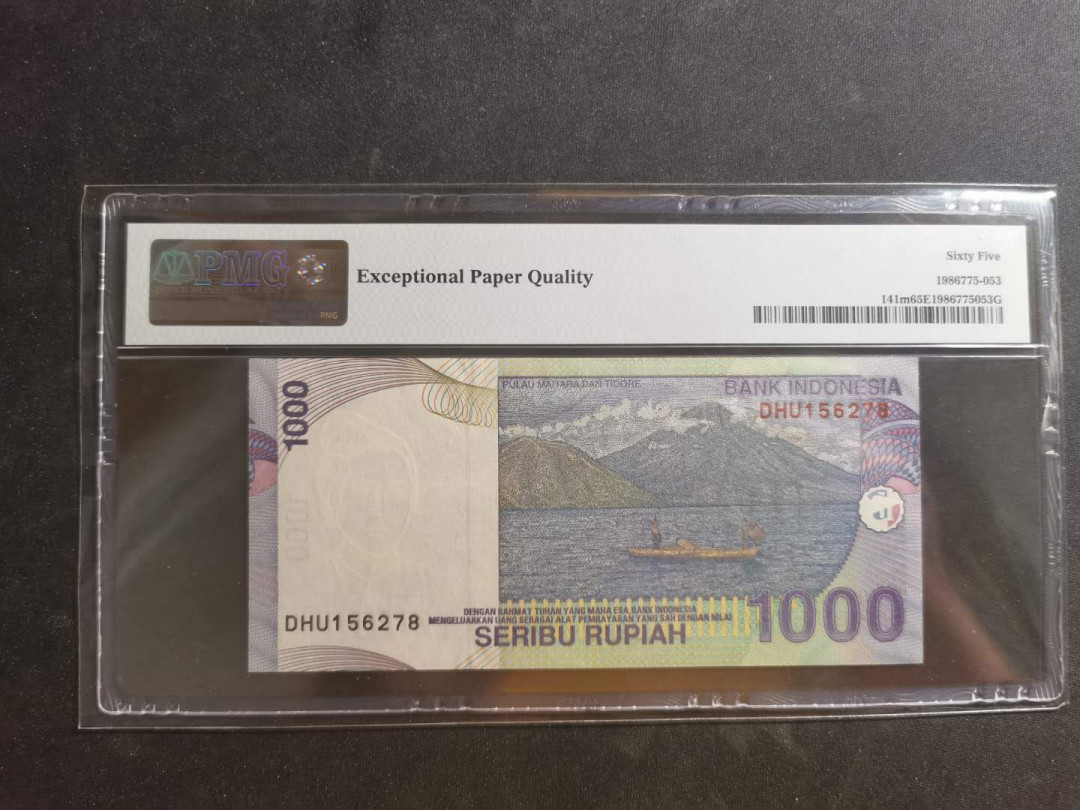 PMG
PNG
Exceptional Paper Quality
Sixty Five
1986775-053
141m65E1986775053G
1000
PULAU MAITARA DAN TIDORE
BANK INDONESIA
DHU156278
DHU156278
DENGAN RAHMAT TUHAN YANG MAHA ESA BANK INDONESIA
MENGELUARKAN UANG SEBAGAI ALAT PEMBAYARAN YANG SAH DENGAN NILAI
SERIBU RUPIAH
1000